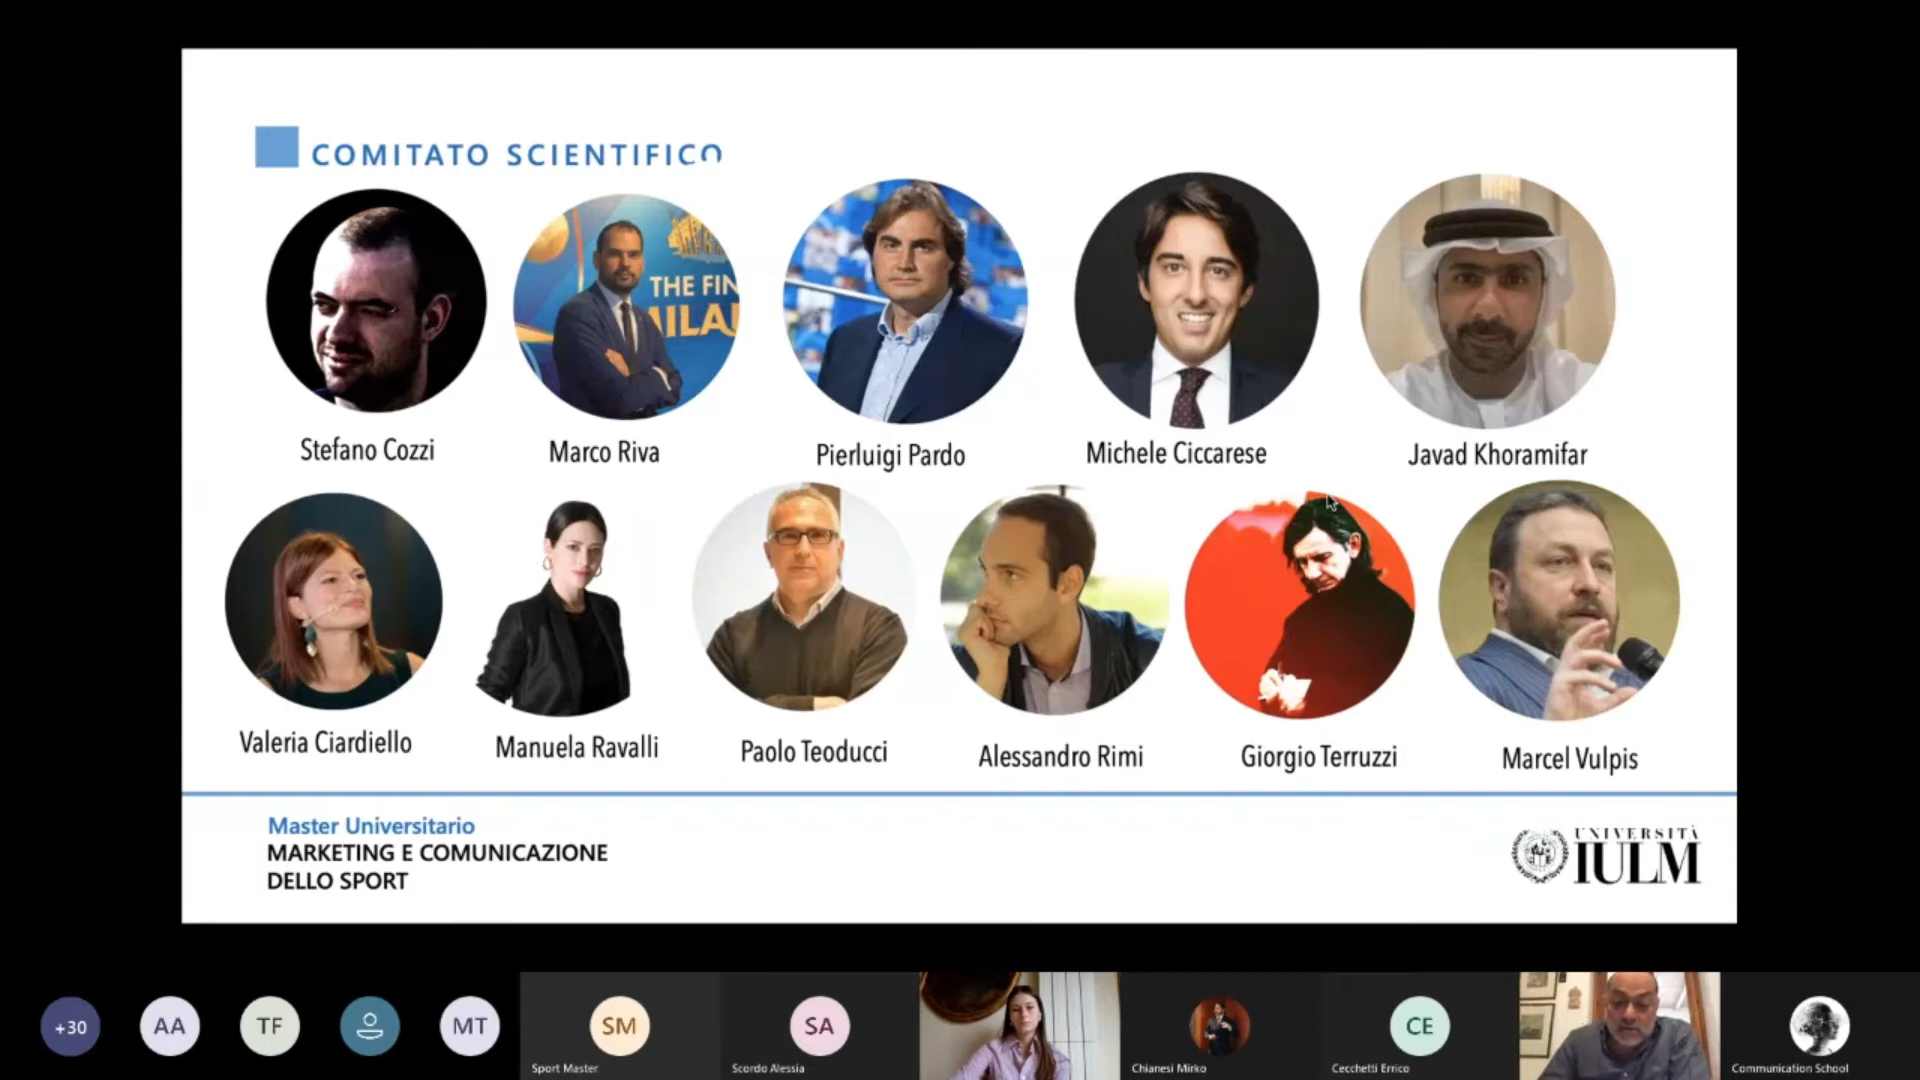 COMITATO SCIENTIFICO
THE FIN
MILA
Stefano Cozzi
Marco Riva
Pierluigi Pardo
Michele Ciccarese
Javad Khoramifar
Valeria Ciardiello
Manuela Ravalli
Paolo Teoducci
Alessandro Rimi
Giorgio Terruzzi
Marcel Vulpis
Master Universitario
MARKETING E COMUNICAZIONE
DELLO SPORT
UNIVERSITÀ
IULM
+30
AA
TF
MT
SM
Sport Master
SA
Scordo Alessia
Chianesi Mirko
CE
Cecchetti Errico
Communication School